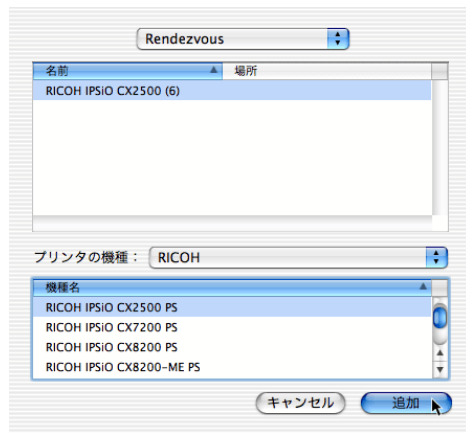 Rendezvous
名前 場所
RICOH IPSiO CX2500 (6)
プリンタの機種： RICOH
機種名
RICOH IPSiO CX2500 PS
RICOH IPSiO CX7200 PS
RICOH IPSiO CX8200 PS
RICOH IPSiO CX8200-ME PS
キャンセル 追加